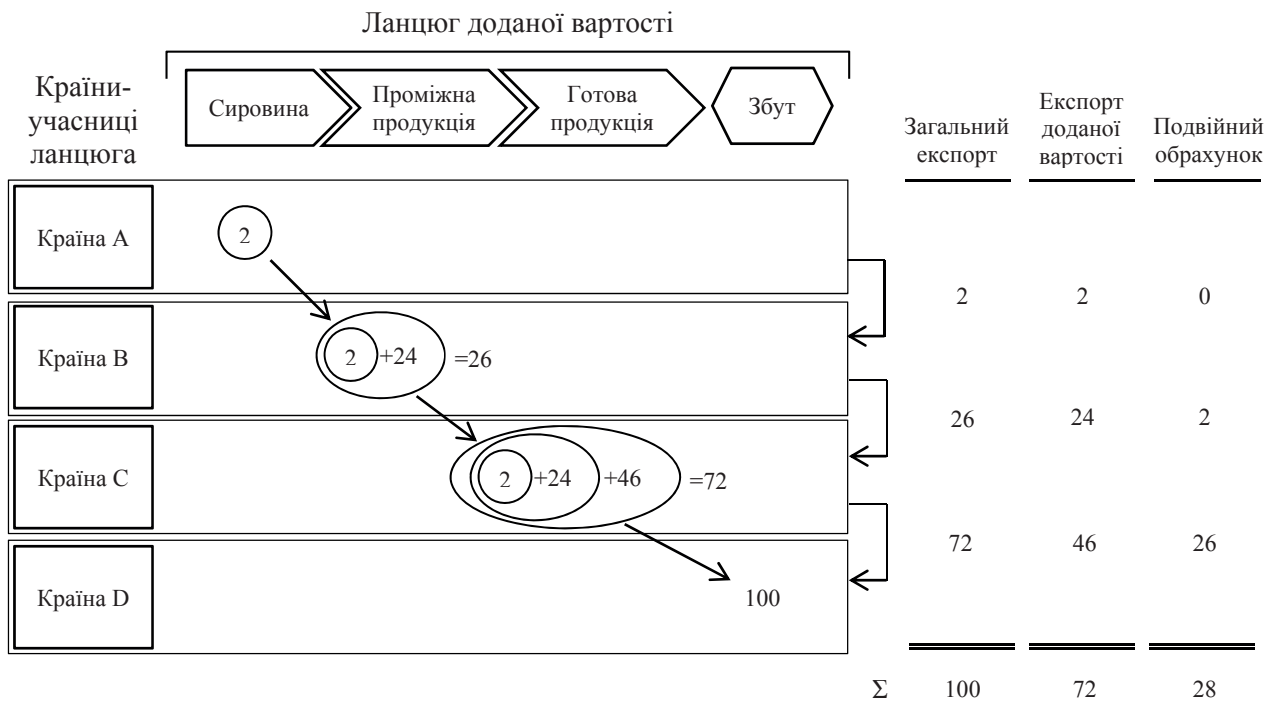 Ланцюг доданої вартості
Країни-
учасниці
ланцюга
Сировина
Проміжна
продукція
Готова
продукція
Збут
Загальний
експорт
Експорт
доданої
вартості
Подвійний
обрахунок
Країна А
2
2 2 0
Країна В
2 +24 =26
26 24 2
Країна С
2 +24 +46 =72
72 46 26
Країна D
100
Σ 100 72 28